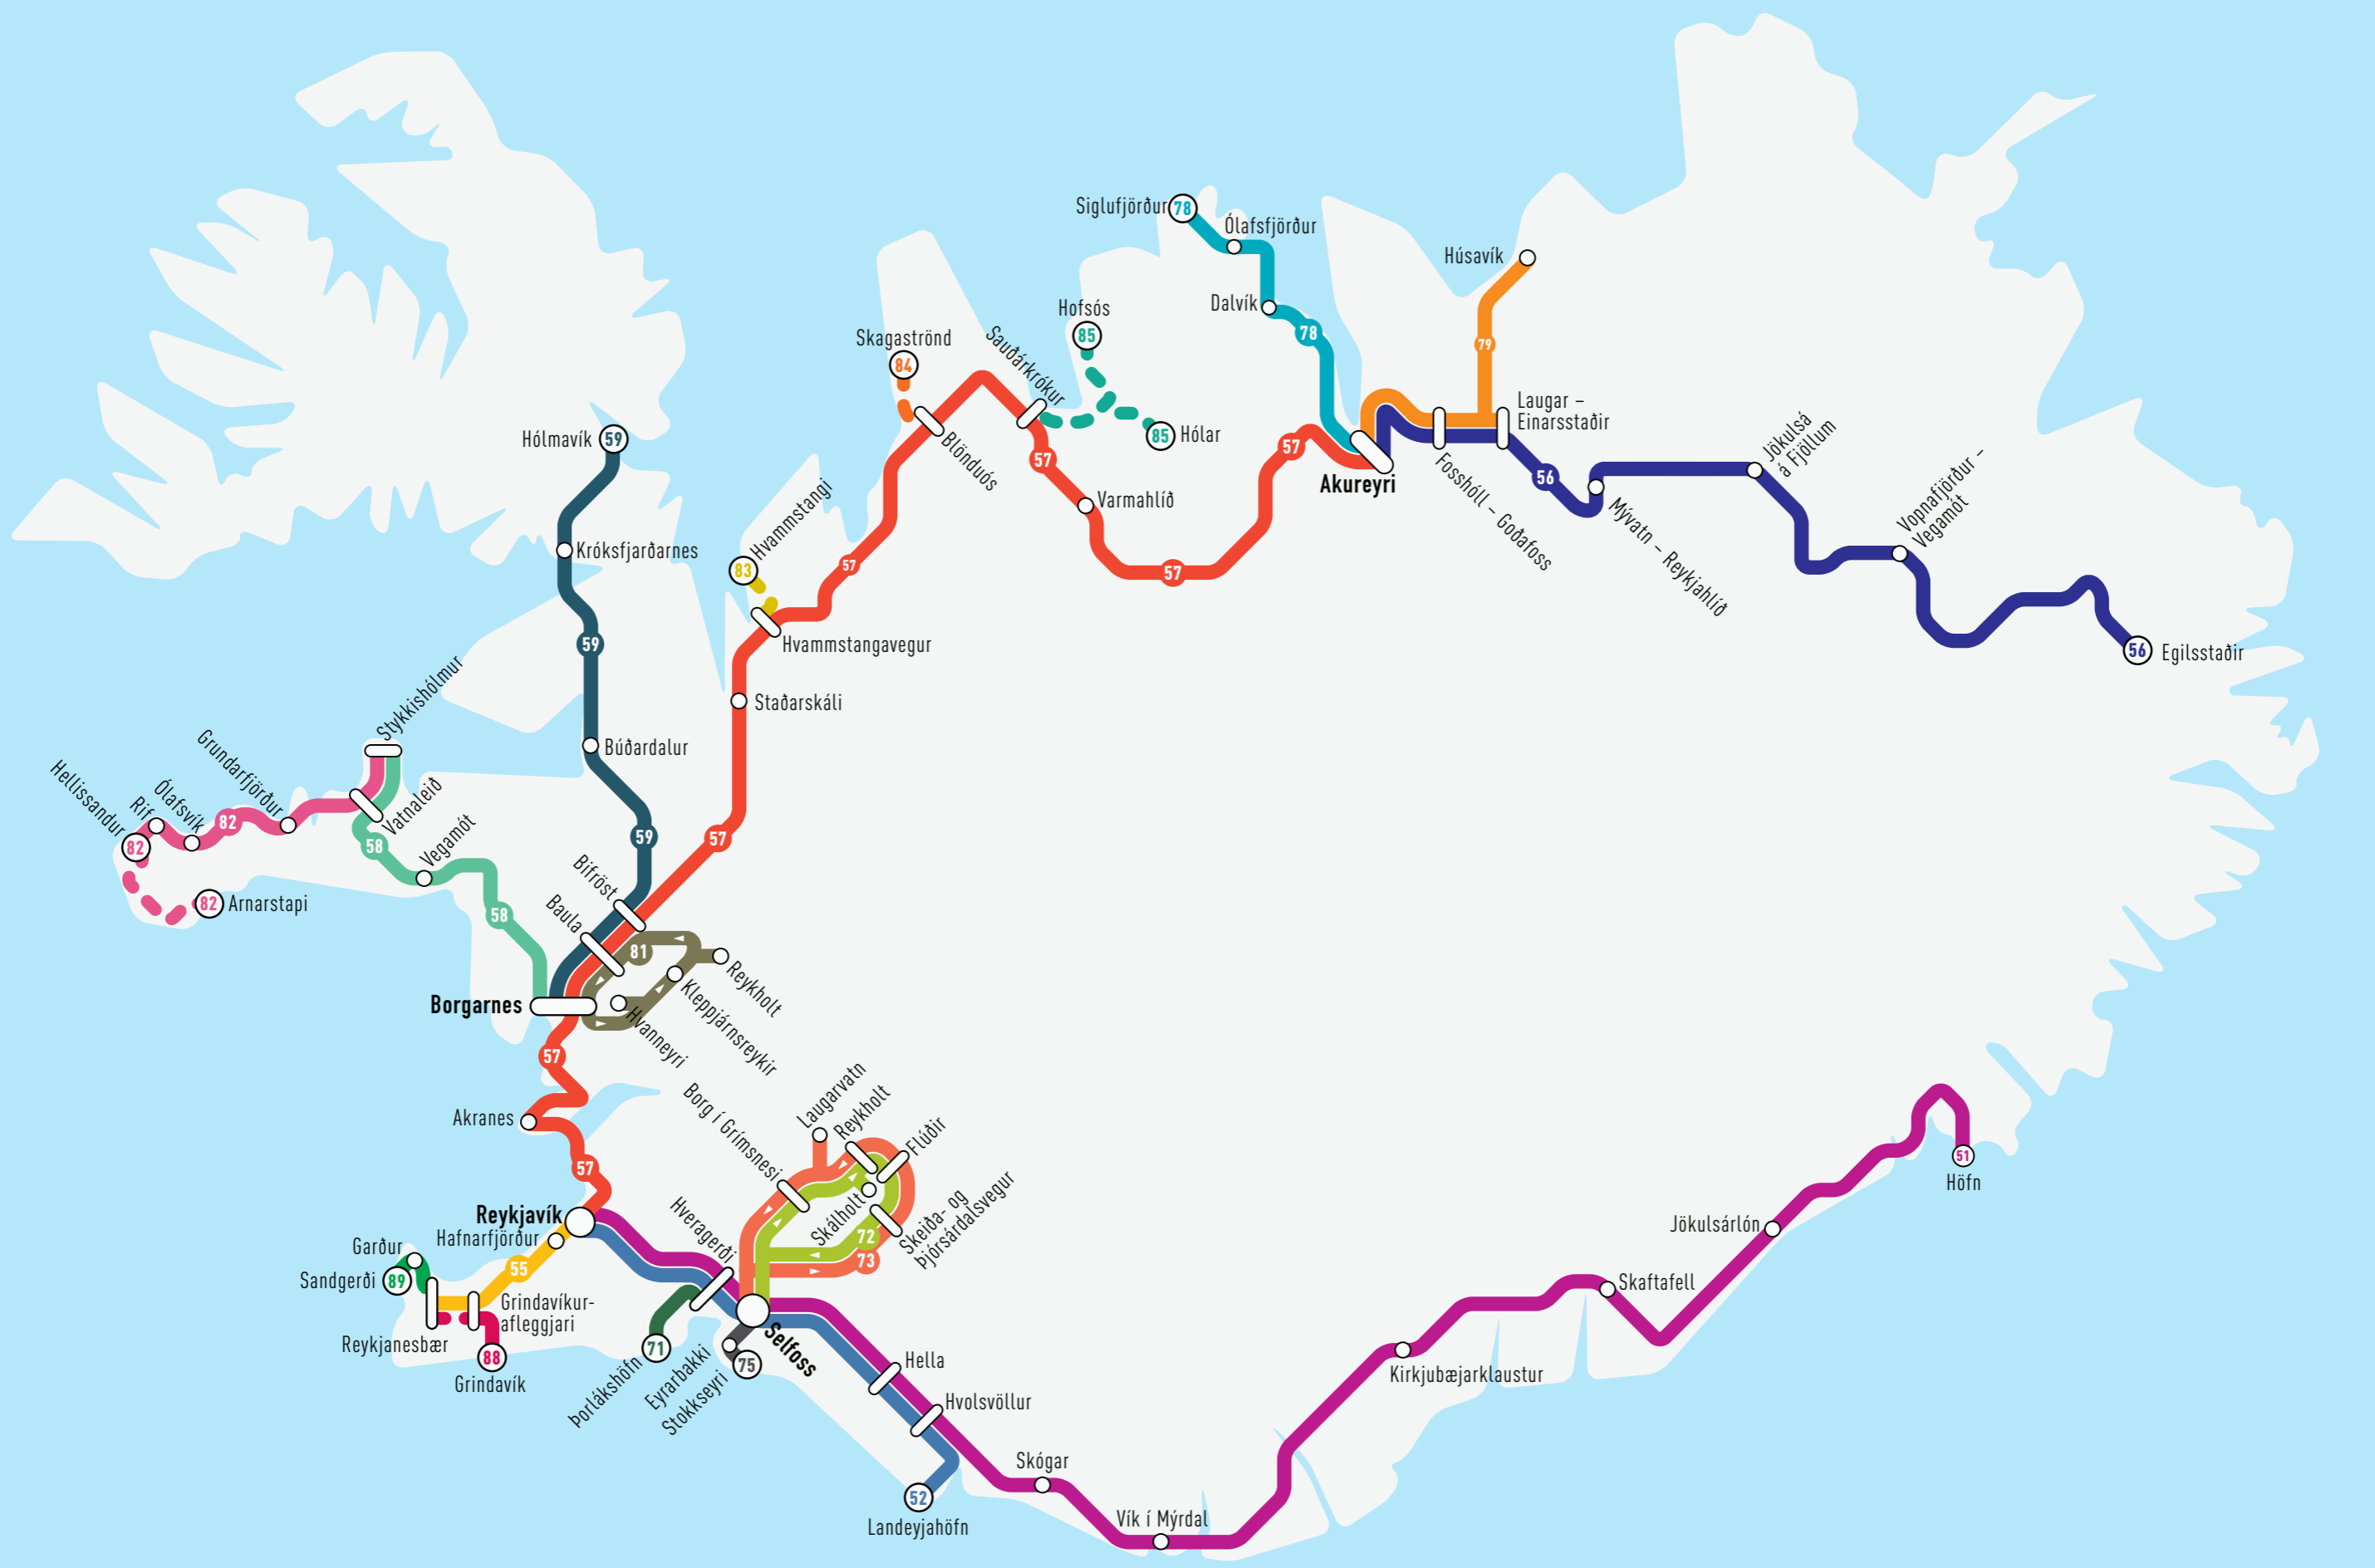 Siglufjörður
78
Ólafsfjörður
Húsavík
Dalvík
78
Hofsós
85
79
Skagaströnd
84
Sauðárkrókur
Laugar –
Einarsstaðir
Hólmavík
59
85
Hólar
57
57
Blönduós
Akureyri
56
Fosshóll – Goðafoss
Jökulsá
á Fjöllum
Varmahlíð
Mývatn – Reykjahlíð
Vopnafjörður –
Vegamót
Króksfjarðarnes
Hvammstangi
83
57
57
59
Hvammstangavegur
56
Egilsstaðir
Staðarskáli
Stykkishólmur
Búðardalur
Grundarfjörður
Hellissandur
Rif
Ólafsvík
82
82
Vatnaleið
58
Vegamót
59
57
82
Arnarstapi
58
Bifröst
Baula
81
Reykholt
Kleppjárnsreykir
Hvanneyri
Borgarnes
57
Akranes
57
Borg í Grímsnesi
Laugarvatn
Reykholt
Flúðir
Skálholt
Skeiða- og
þjórsárdalsvegur
72
73
Höfn
51
Jökulsárlón
Reykjavík
Hafnarfjörður
55
Hveragerði
Garður
Sandgerði
89
Grindavíkur-
afleggjari
Reykjanesbær
88
Grindavík
71
Þorlákshöfn
Eyrarbakki
Stokkseyri
75
Selfoss
Skaftafell
Kirkjubæjarklaustur
Hella
Hvolsvöllur
Skógar
52
Landeyjahöfn
Vík í Mýrdal